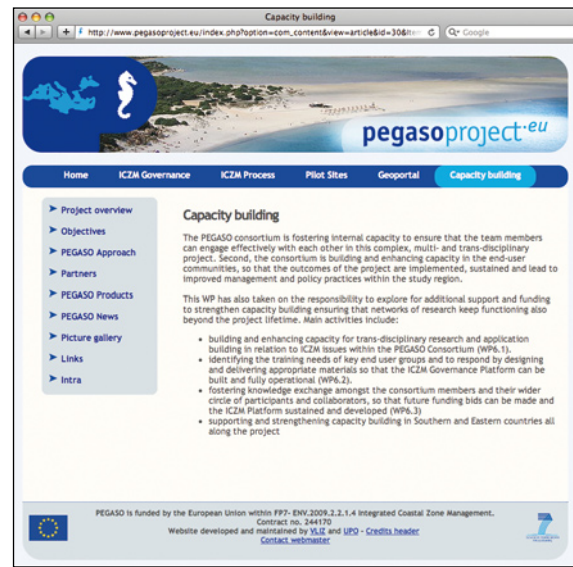 Capacity building
http://www.pegasoproject.eu/index.php?option=com_content&view=article&id=30&Item
Google
pegasoproject.eu
Home ICZM Governance ICZM Process Pilot Sites Geoportal Capacity building
Project overview
Objectives
PEGASO Approach
Partners
PEGASO Products
PEGASO News
Picture gallery
Links
Intra
Capacity building
The PEGASO consortium is fostering internal capacity to ensure that the team members
can engage effectively with each other in this complex, multi- and trans-disciplinary
project. Second, the consortium is building and enhancing capacity in the end-user
communities, so that the outcomes of the project are implemented, sustained and lead to
improved management and policy practices within the study region.
This WP has also taken on the responsibility to explore for additional support and funding
to strengthen capacity building ensuring that networks of research keep functioning also
beyond the project lifetime. Main activities include:
• building and enhancing capacity for trans-disciplinary research and application
building in relation to ICZM issues within the PEGASO Consortium (WP6.1).
• identifying the training needs of key end user groups and to respond by designing
and delivering appropriate materials so that the ICZM Governance Platform can be
built and fully operational (WP6.2).
• fostering knowledge exchange amongst the consortium members and their wider
circle of participants and collaborators, so that future funding bids can be made and
the ICZM Platform sustained and developed (WP6.3)
• supporting and strengthening capacity building in Southern and Eastern countries all
along the project
PEGASO is funded by the European Union within FP7- ENV.2009.2.2.1.4 Integrated Coastal Zone Management.
Contract no. 244170
Website developed and maintained by VLIZ and UPO - Credits header
Contact webmaster